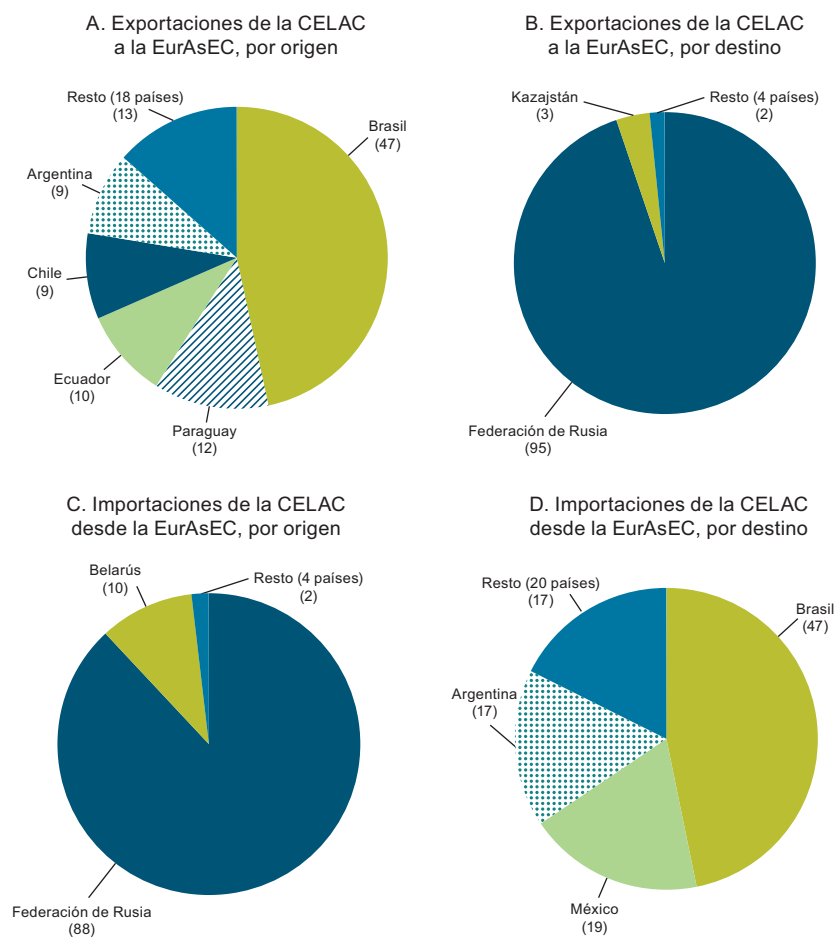 A. Exportaciones de la CELAC
a la EurAsEC, por origen
Resto (18 países)
(13)
Brasil
(47)
Argentina
(9)
Chile
(9)
Ecuador
(10)
Paraguay
(12)
B. Exportaciones de la CELAC
a la EurAsEC, por destino
Kazajstán
(3)
Resto (4 países)
(2)
Federación de Rusia
(95)
C. Importaciones de la CELAC
desde la EurAsEC, por origen
Belarús
(10)
Resto (4 países)
(2)
Federación de Rusia
(88)
D. Importaciones de la CELAC
desde la EurAsEC, por destino
Resto (20 países)
(17)
Brasil
(47)
Argentina
(17)
México
(19)